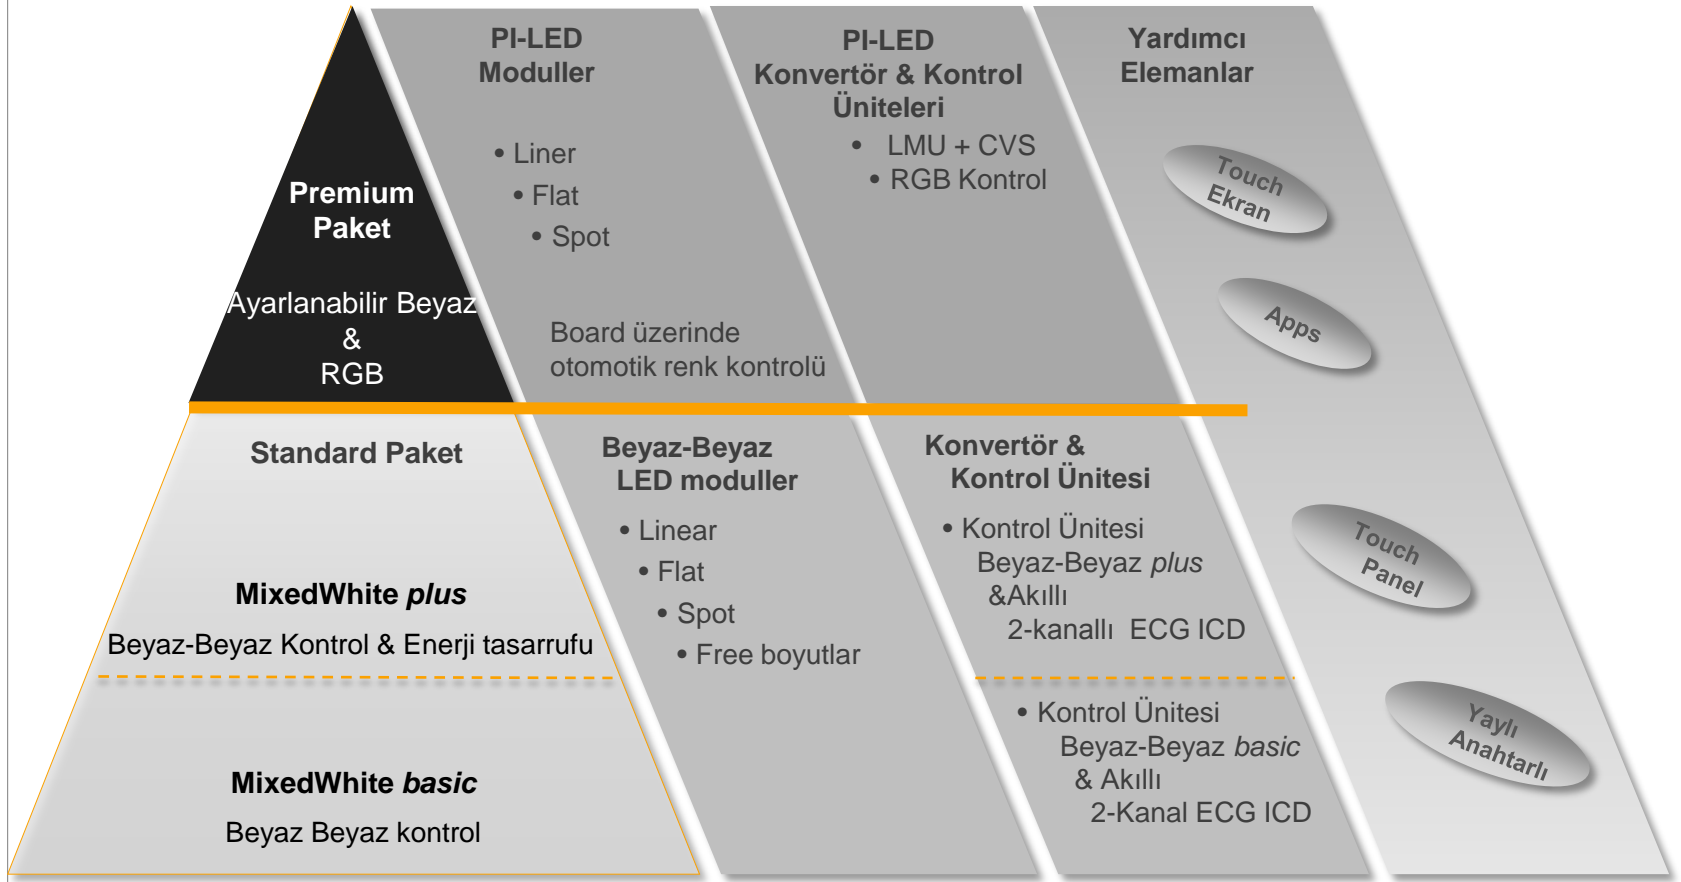 Premium
Paket
Ayarlanabilir Beyaz
&
RGB
PI-LED
Moduller
• Liner
• Flat
• Spot
Board üzerinde
otomotik renk kontrolü
PI-LED
Konvertör & Kontrol
Üniteleri
• LMU + CVS
• RGB Kontrol
Yardımcı
Elemanlar
Touch
Ekran
Apps
Touch
Panel
Yaylı
Anahtarlı
Standard Paket
MixedWhite plus
Beyaz-Beyaz Kontrol & Enerji tasarrufu
MixedWhite basic
Beyaz Beyaz kontrol
Beyaz-Beyaz
LED moduller
• Linear
• Flat
• Spot
• Free boyutlar
Konvertör &
Kontrol Ünitesi
• Kontrol Ünitesi
Beyaz-Beyaz plus
&Akıllı
2-kanallı ECG ICD
• Kontrol Ünitesi
Beyaz-Beyaz basic
& Akıllı
2-Kanal ECG ICD